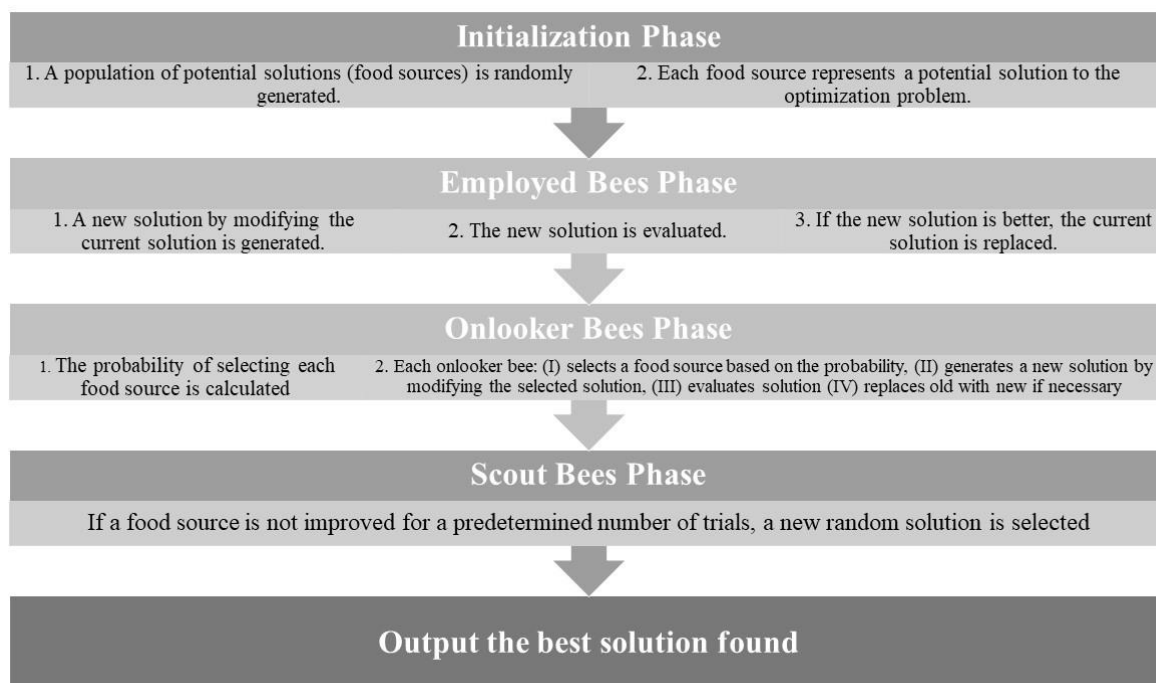 Initialization Phase
1. A population of potential solutions (food sources) is randomly
generated.
2. Each food source represents a potential solution to the
optimization problem.
Employed Bees Phase
1. A new solution by modifying the
current solution is generated.
2. The new solution is evaluated.
3. If the new solution is better, the current
solution is replaced.
Onlooker Bees Phase
1. The probability of selecting each
food source is calculated
2. Each onlooker bee: (I) selects a food source based on the probability, (II) generates a new solution by
modifying the selected solution, (III) evaluates solution (IV) replaces old with new if necessary
Scout Bees Phase
If a food source is not improved for a predetermined number of trials, a new random solution is selected
Output the best solution found